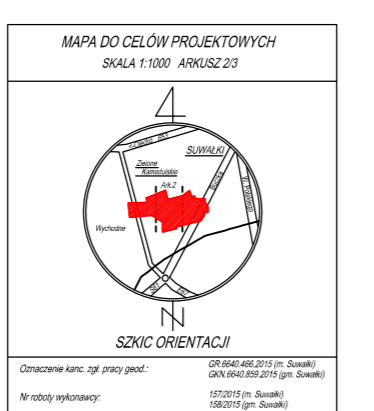 MAPA DO CELÓW PROJEKTOWYCH
SKALA 1:1000 ARKUSZ 2/3
SUWAŁKI
Zielone
Kamedulskie
Ark.2
Wychodne
N
SZKIC ORIENTACJI
Oznaczenie kanc. zgł. pracy geod.:
GR.6640.466.2015 (m. Suwałki)
GKN.6640.859.2015 (gm. Suwałki)
Nr roboty wykonawcy:
157/2015 (m. Suwałki)
158/2015 (gm. Suwałki)